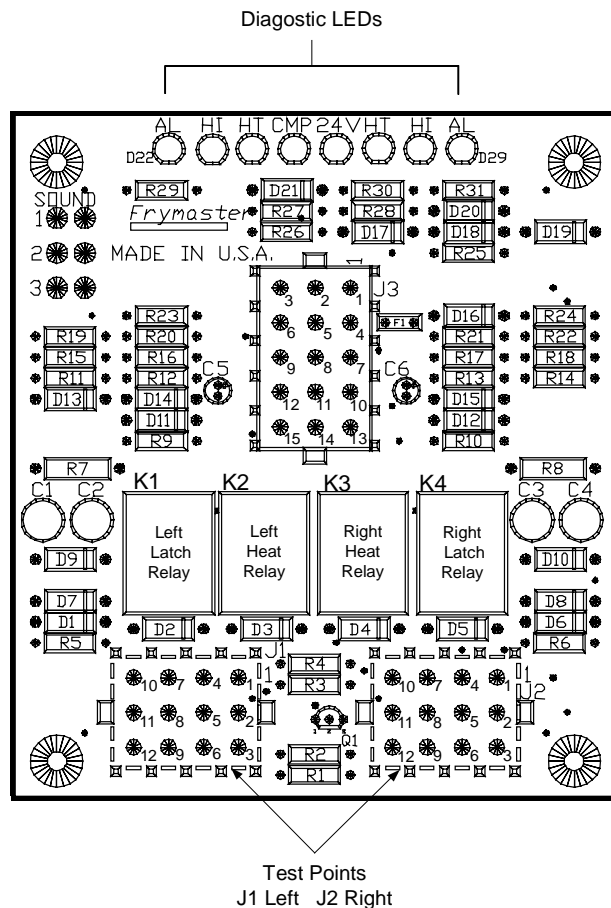 Diagostic LEDs
AL HI HT CMP 24V HT HI AL
D22 D29
R29 D21 R30 R31
SOUND
1 Frymaster R27 R28 D20
R26 D17 D18 D19
2 MADE IN U.S.A. R25
1
3
3 2 1 J3
R23 D16 R24
6 5 4 F1
R19 R20 R21 R22
R15 R16 9 8 7 R17 R18
R11 R12 C5 C6 R13 R14
D13 D14 12 11 10 D15
D11 D12
R9 15 14 13 R10
R7 R8
C1 C2 K1 K2 K3 K4 C3 C4
Left Latch Relay
Left Heat Relay
Right Heat Relay
Right Latch Relay
D9 D10
D7 D8
D1 D2 D3 D4 D5 D6
R5 J1 R6
R4
10 7 4 1 1 R3 10 7 4 1 1
J2
11 8 5 2 11 8 5 2
1 2 3
Q1
12 9 6 3 R2 12 9 6 3
R1
Test Points
J1 Left J2 Right